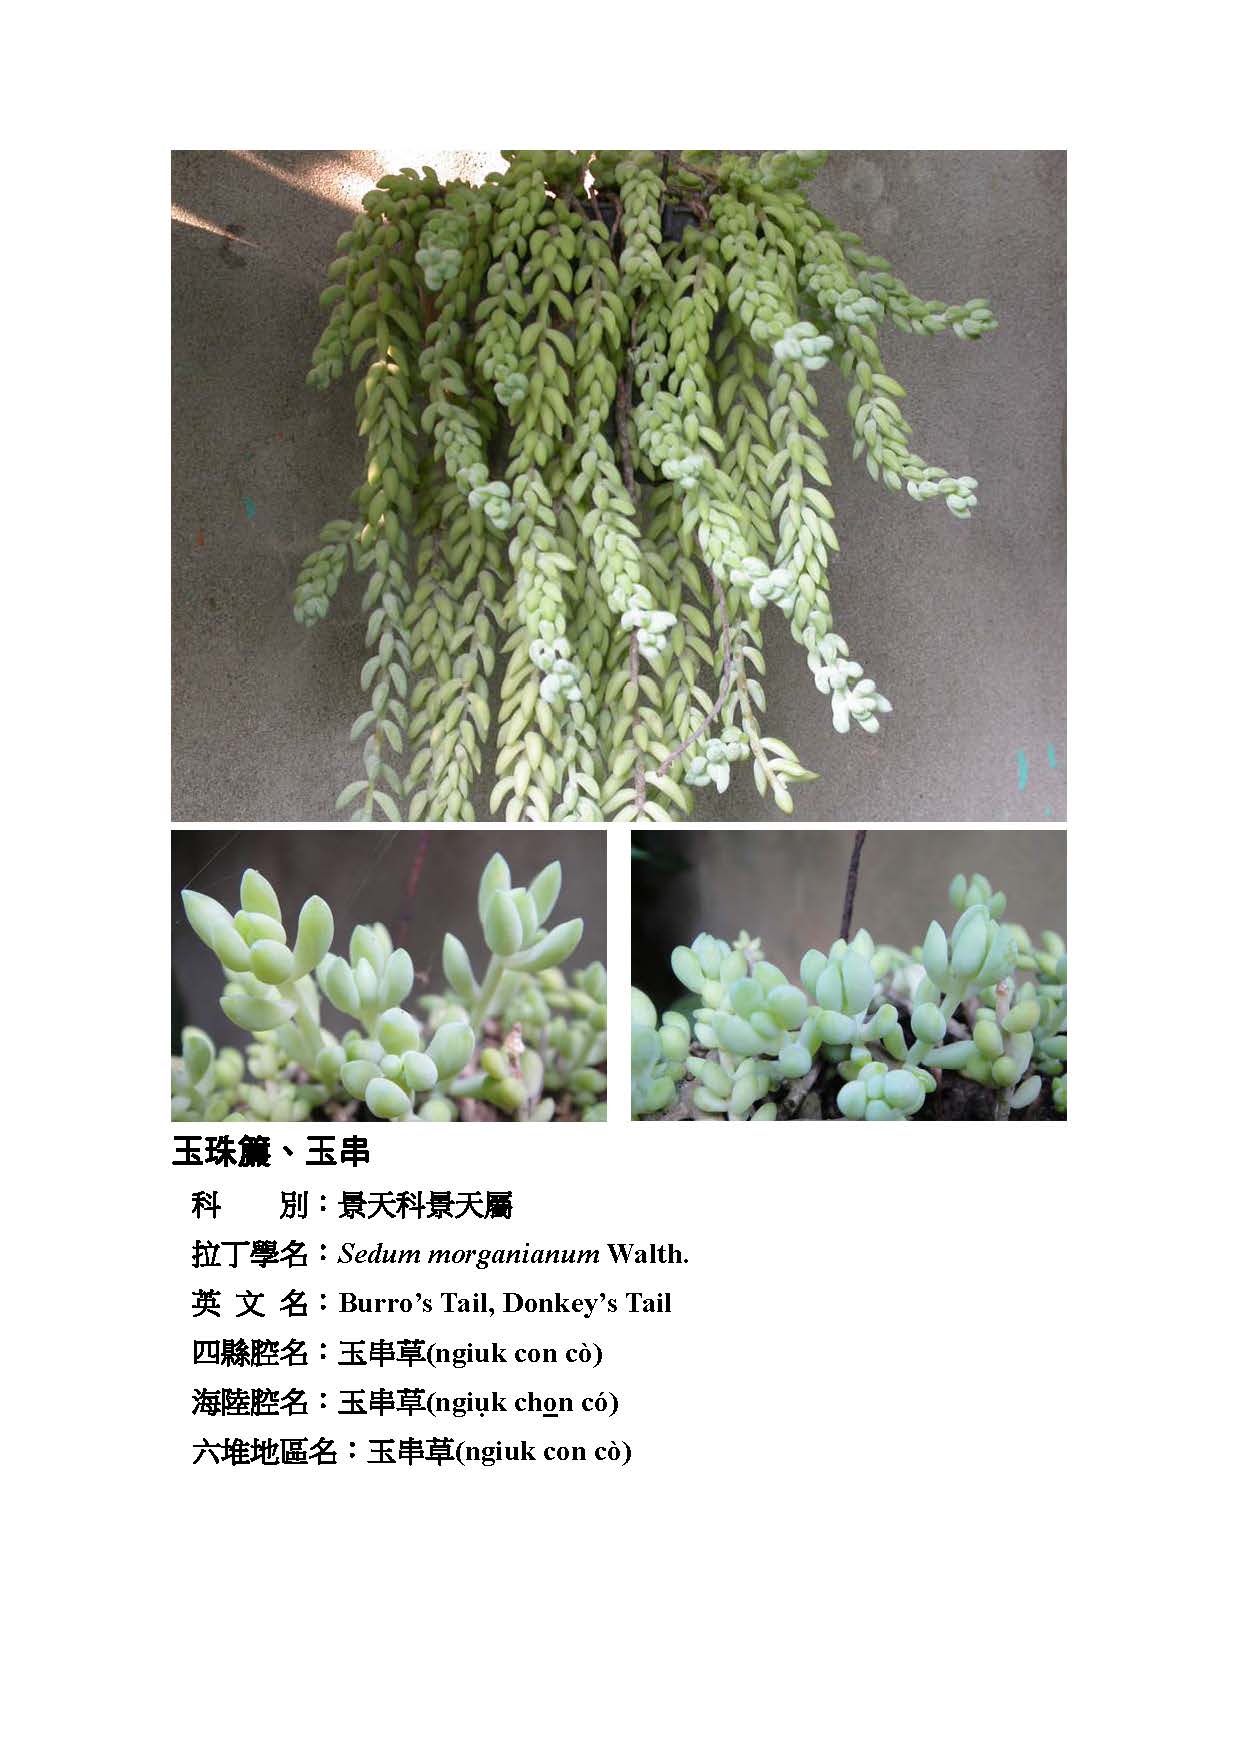 玉珠簾、玉串
科　　別：景天科景天屬
拉丁學名：Sedum morganianum Walth.
英 文 名：Burro’s Tail, Donkey’s Tail
四縣腔名：玉串草(ngiuk con cò)
海陸腔名：玉串草(ngiụk cho̲n có)
六堆地區名：玉串草(ngiuk con cò)